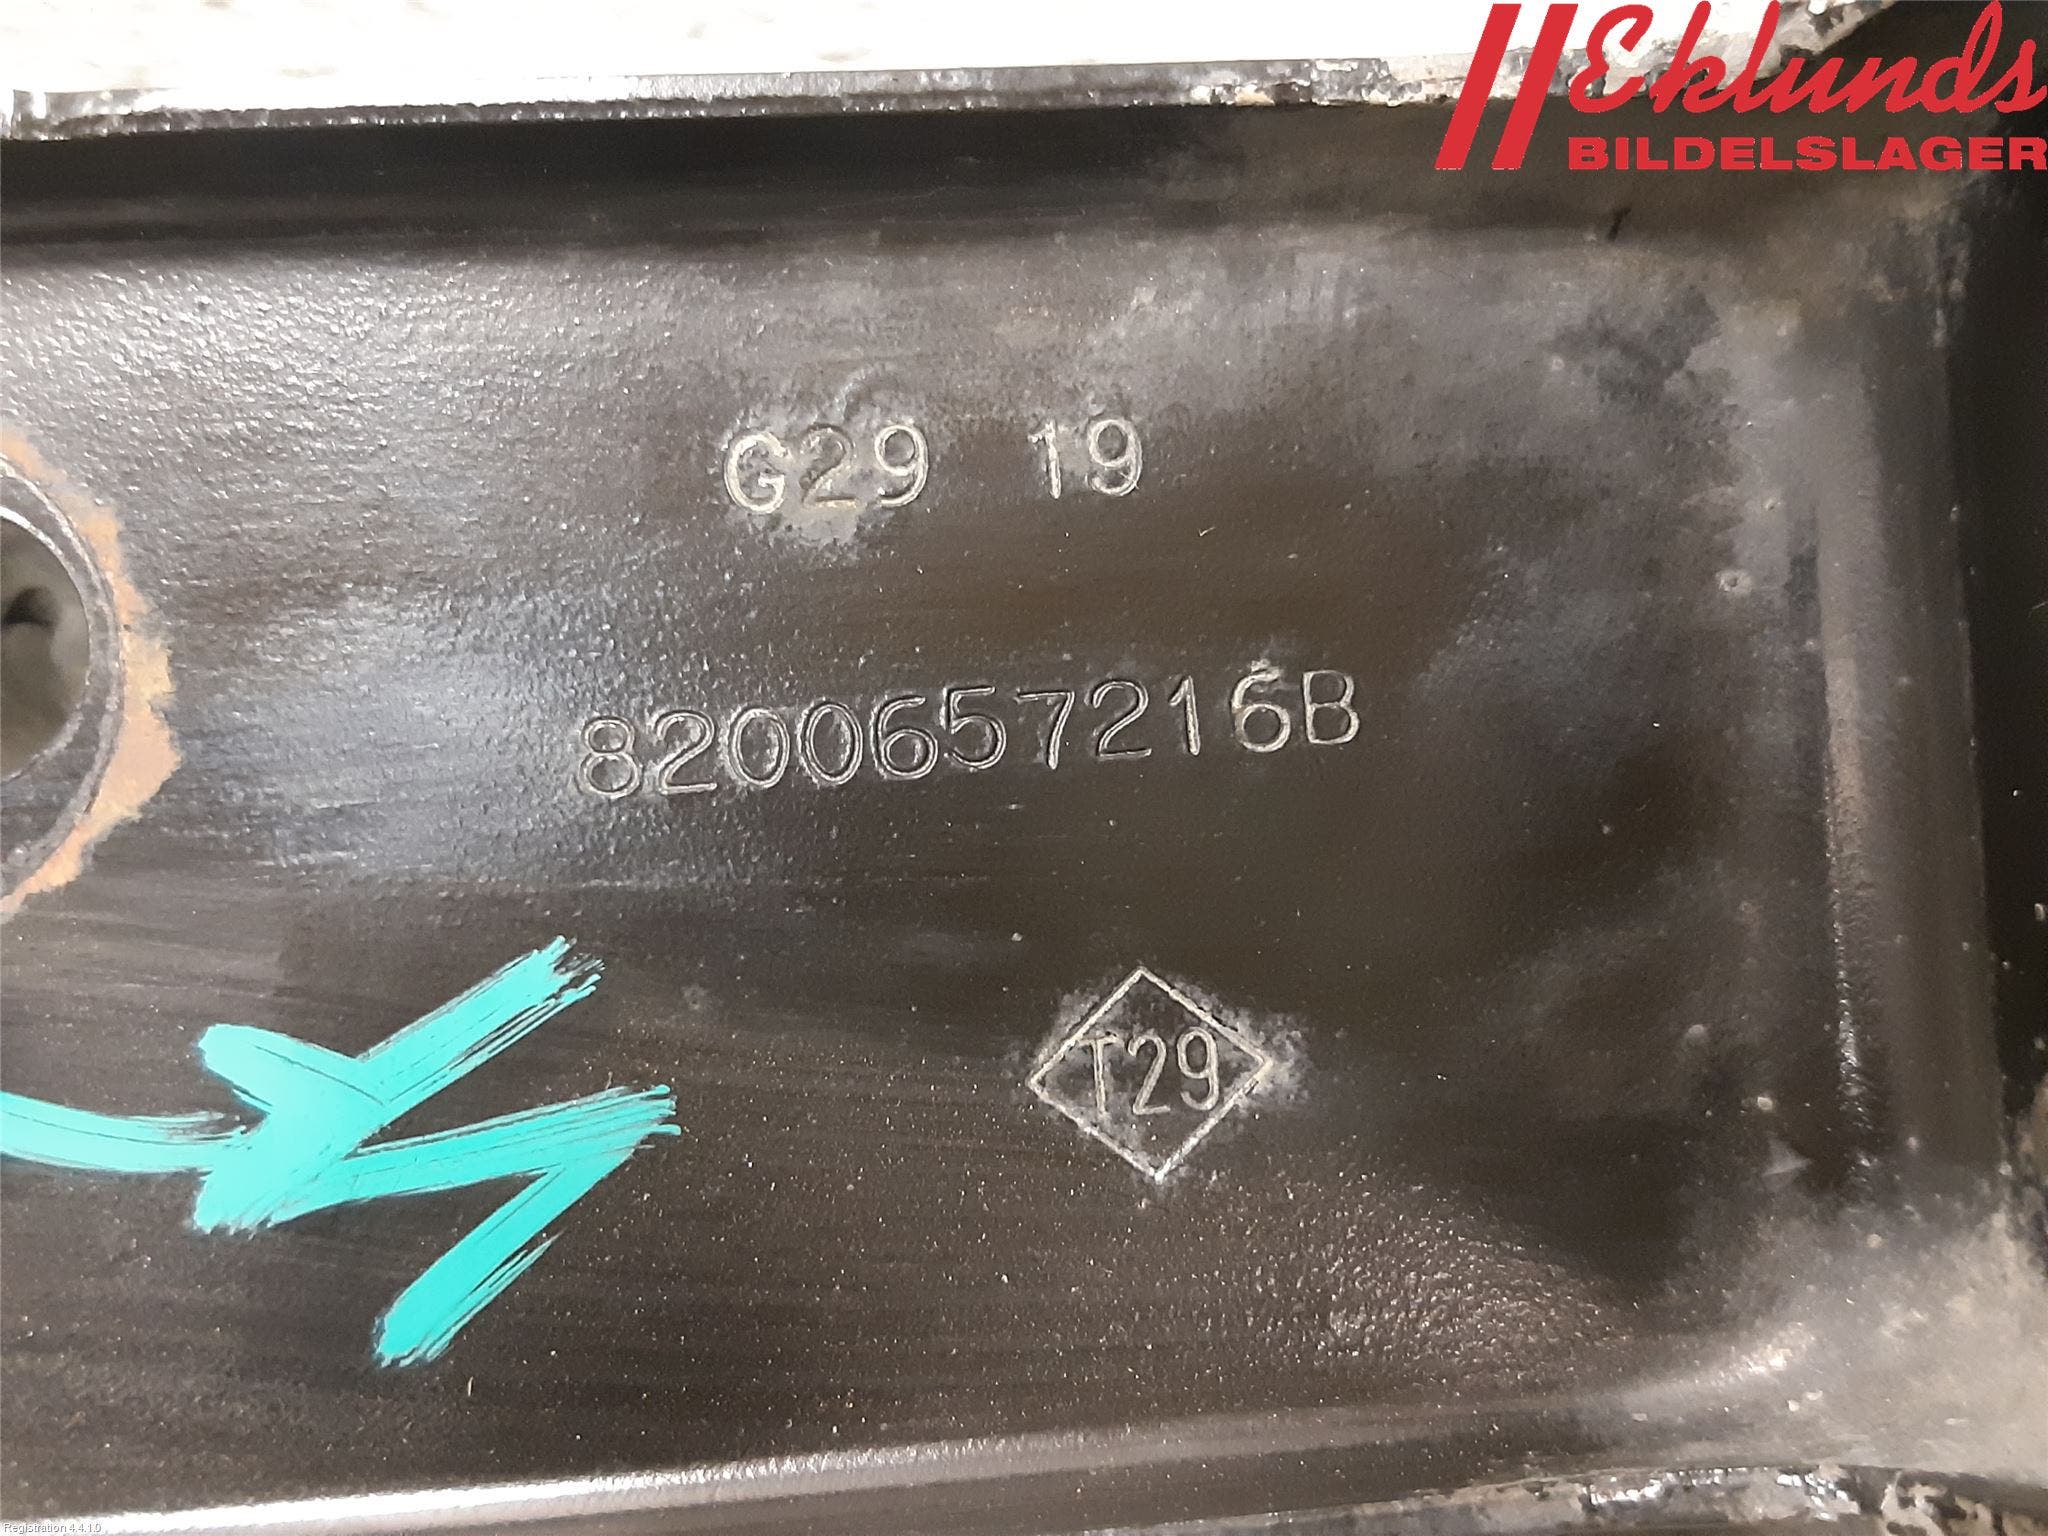 Eklunds
BILDELSLAGER
G29 19
8200657216B
T29
Registration 4.4.1.0